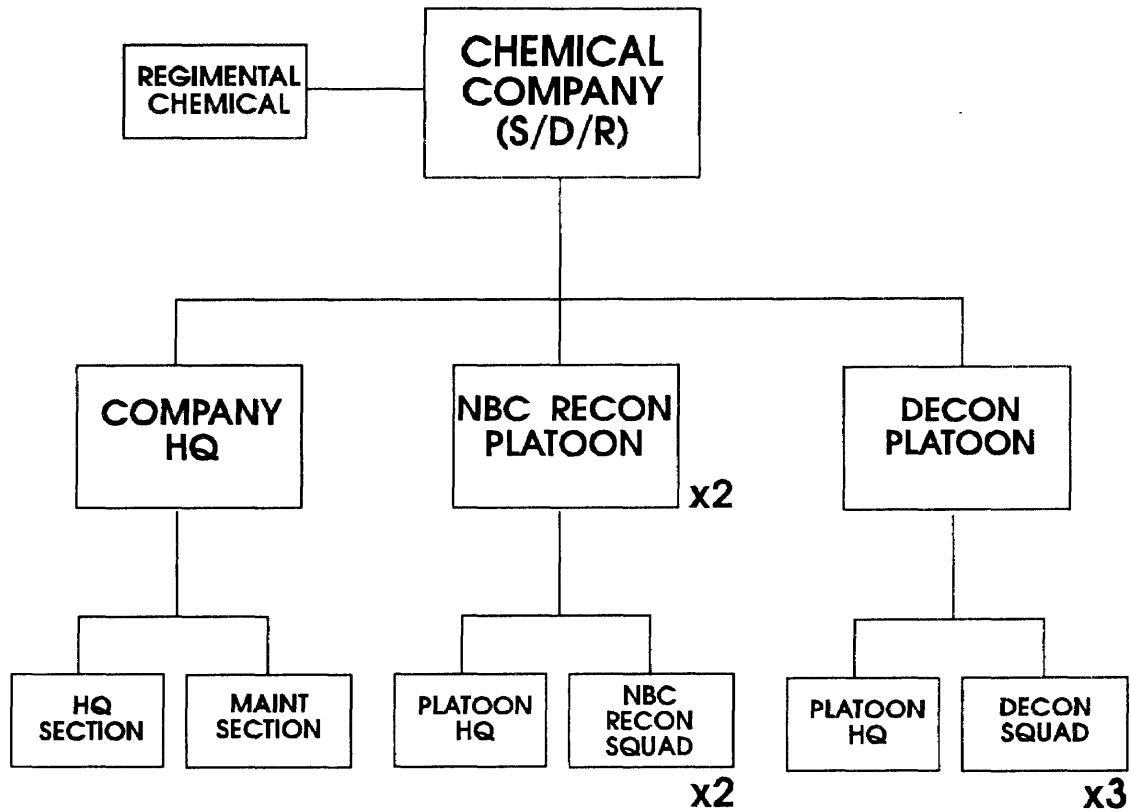 REGIMENTAL
CHEMICAL
CHEMICAL
COMPANY
(S/D/R)
COMPANY
HQ
NBC RECON
PLATOON
x2
DECON
PLATOON
HQ
SECTION
MAINT
SECTION
PLATOON
HQ
NBC
RECON
SQUAD
x2
PLATOON
HQ
DECON
SQUAD
x3